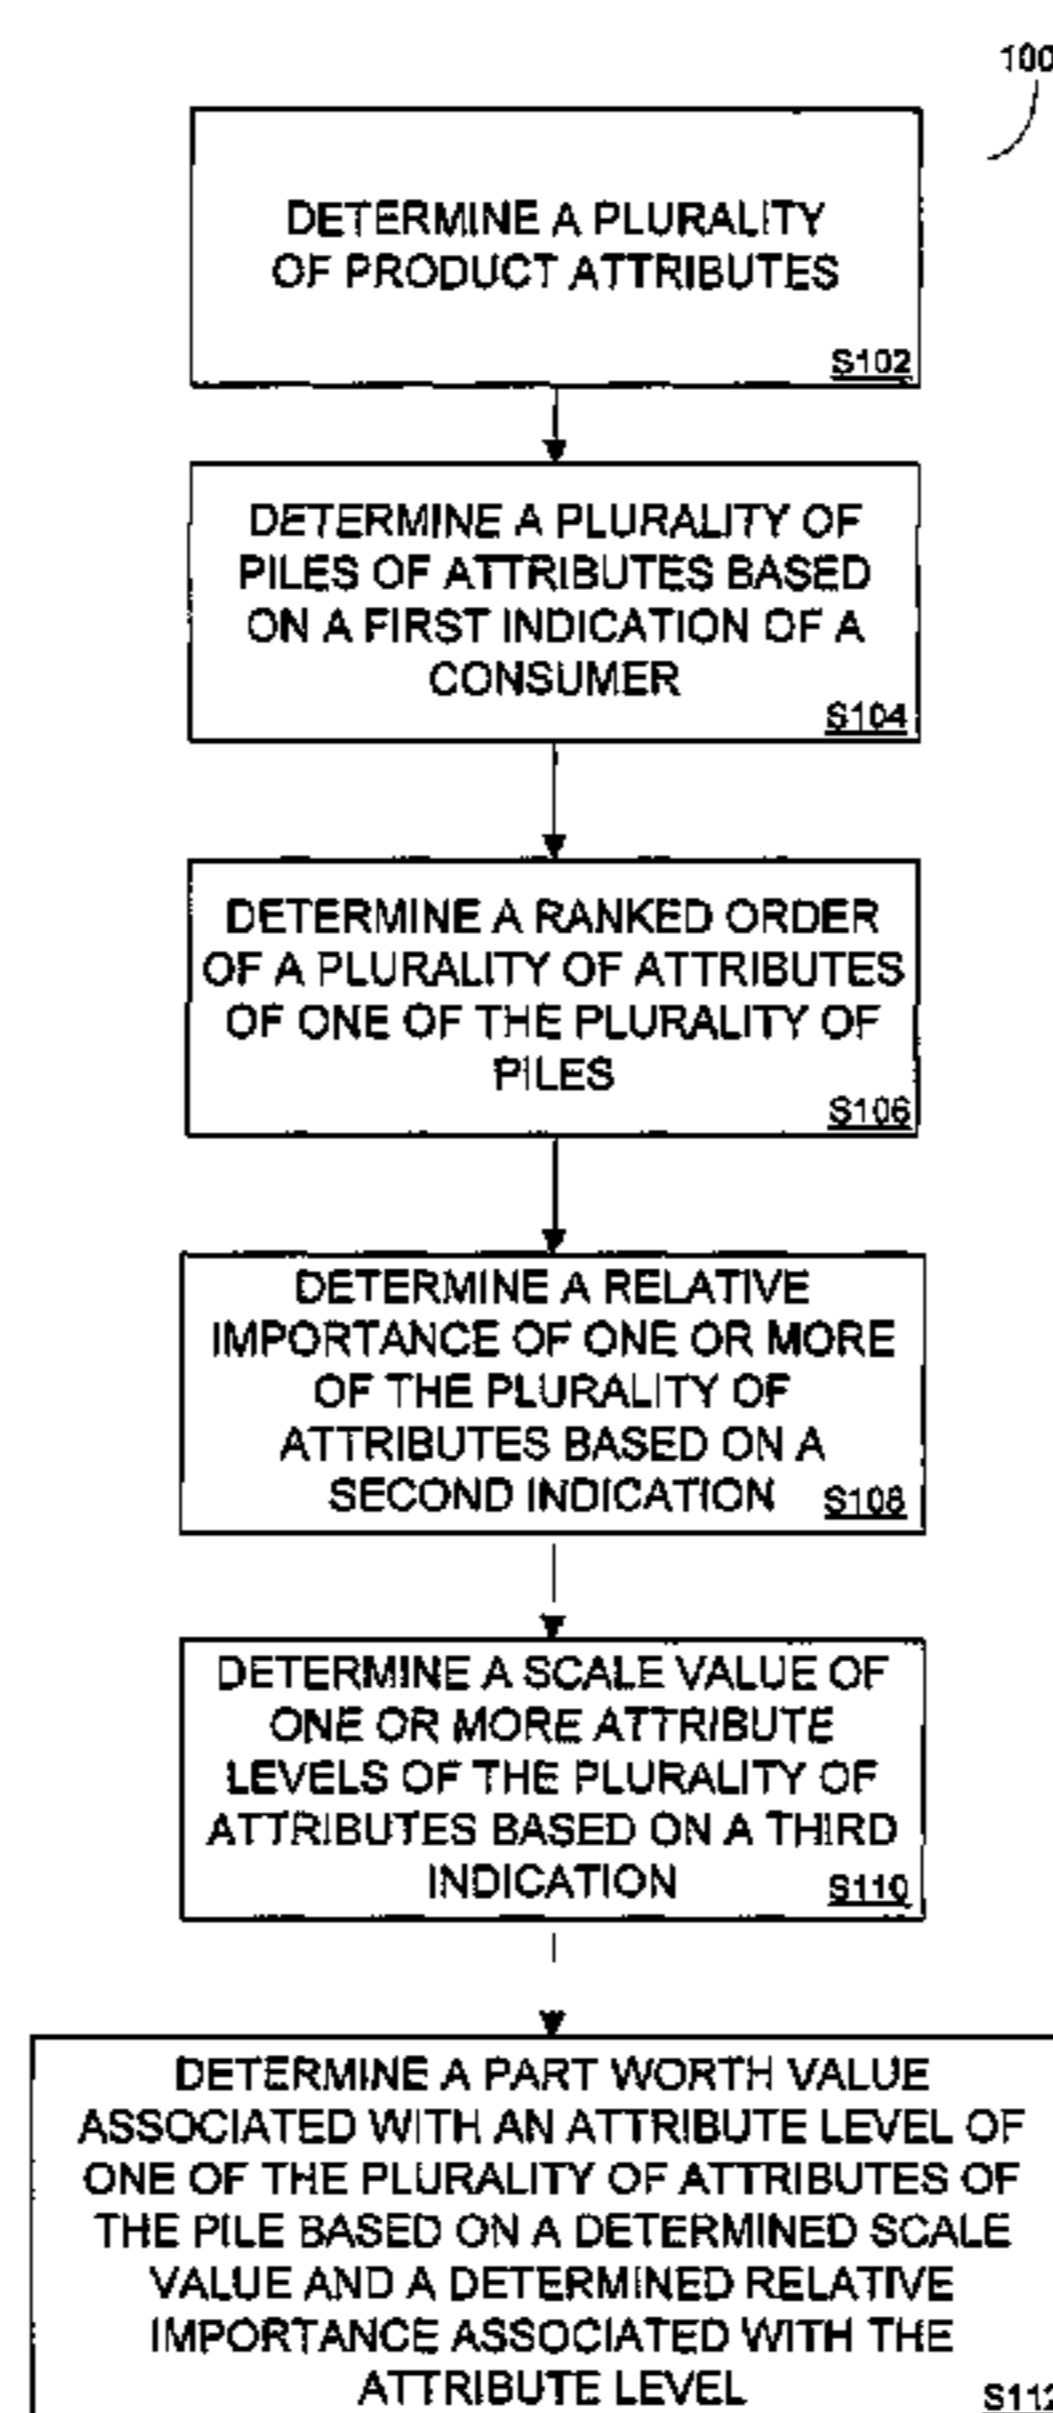 100
DETERMINE A PLURALITY
OF PRODUCT ATTRIBUTES
S102
DETERMINE A PLURALITY OF
PILES OF ATTRIBUTES BASED
ON A FIRST INDICATION OF A
CONSUMER
S104
DETERMINE A RANKED ORDER
OF A PLURALITY OF ATTRIBUTES
OF ONE OF THE PLURALITY OF
PILES
S106
DETERMINE A RELATIVE
IMPORTANCE OF ONE OR MORE
OF THE PLURALITY OF
ATTRIBUTES BASED ON A
SECOND INDICATION S108
DETERMINE A SCALE VALUE OF
ONE OR MORE ATTRIBUTE
LEVELS OF THE PLURALITY OF
ATTRIBUTES BASED ON A THIRD
INDICATION S110
DETERMINE A PART WORTH VALUE
ASSOCIATED WITH AN ATTRIBUTE LEVEL OF
ONE OF THE PLURALITY OF ATTRIBUTES OF
THE PILE BASED ON A DETERMINED SCALE
VALUE AND A DETERMINED RELATIVE
IMPORTANCE ASSOCIATED WITH THE
ATTRIBUTE LEVEL
S112